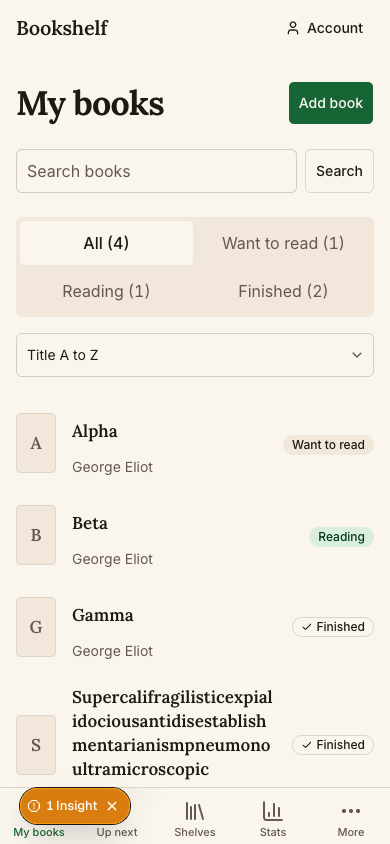 Bookshelf
Account
My books
Add book
Search books
Search
All (4)
Want to read (1)
Reading (1)
Finished (2)
Title A to Z
A
Alpha
George Eliot
Want to read
B
Beta
George Eliot
Reading
G
Gamma
George Eliot
Finished
S
Supercalifragilisticexpial
idociousantidisestablish
mentarianismpneumono
ultramicroscopic
Finished
1 Insight
My books
Up next
Shelves
Stats
More